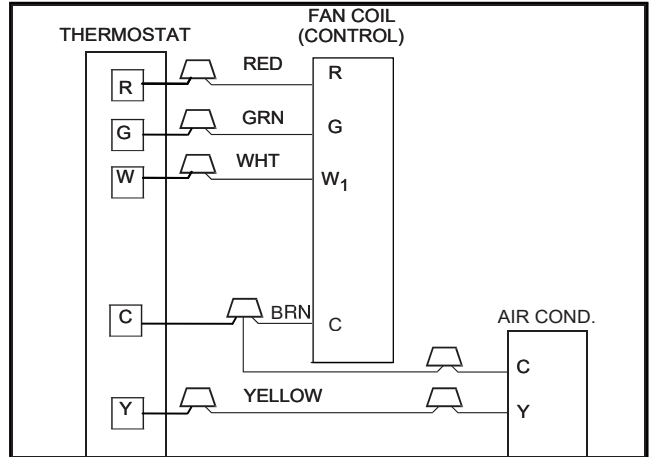 FAN COIL
(CONTROL)
THERMOSTAT
R RED R
G GRN G
W WHT W1
C BRN C
AIR COND.
C
Y YELLOW Y